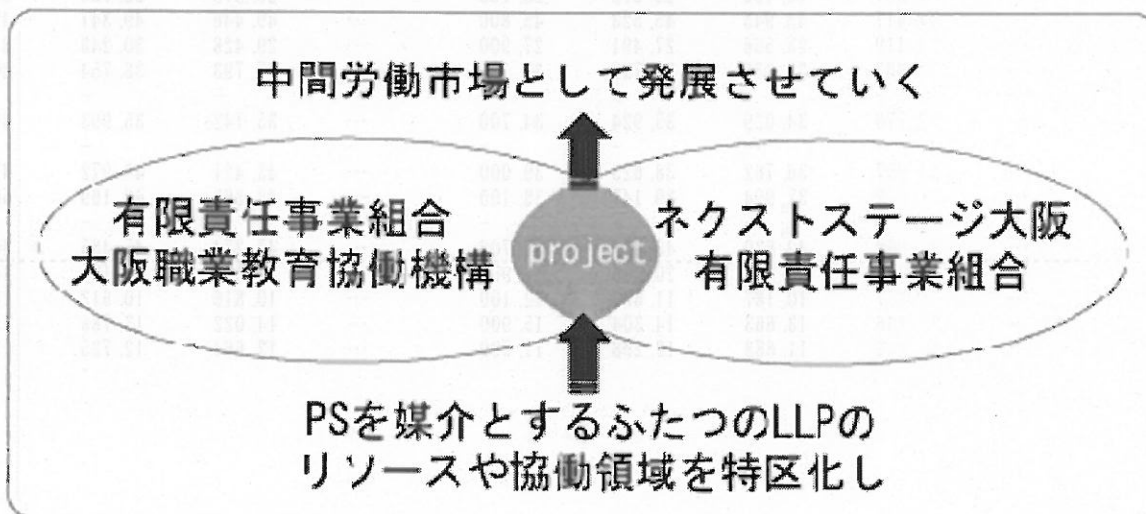 中間労働市場として発展させていく
有限責任事業組合
大阪職業教育協働機構
project
ネクストステージ大阪
有限責任事業組合
PSを媒介とするふたつのLLPの
リソースや協働領域を特区化し